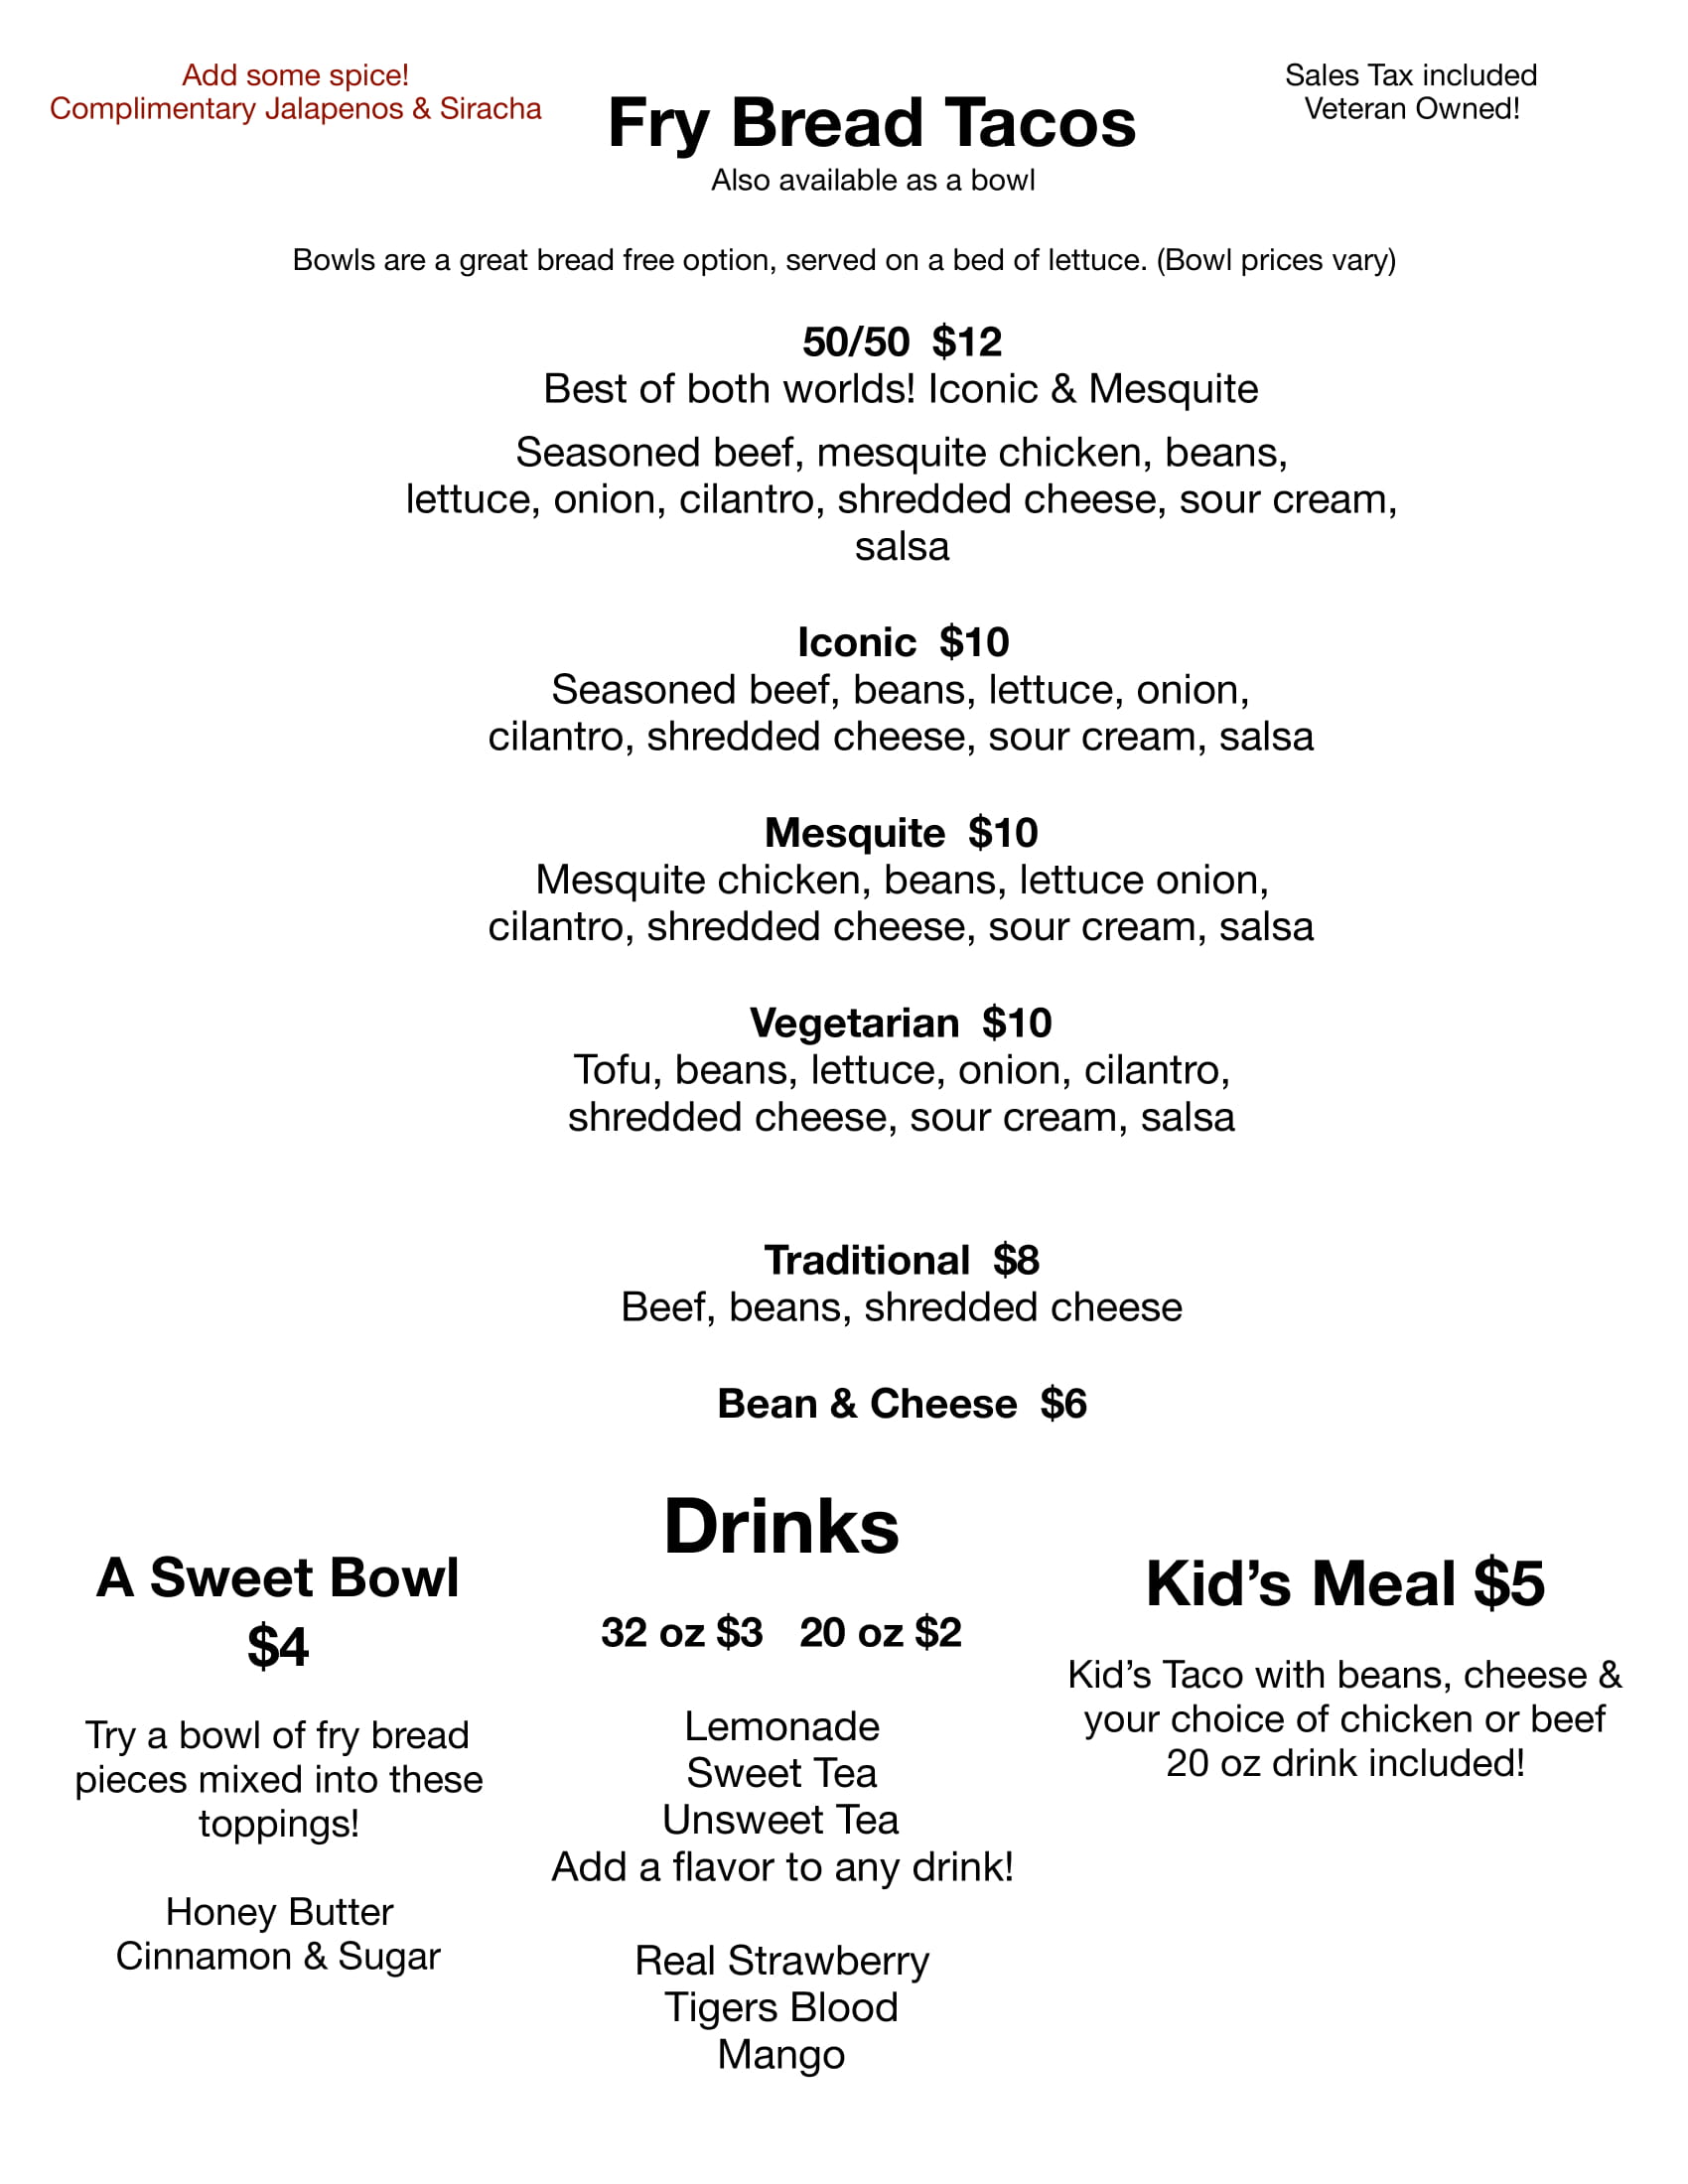 Add some spice!
Complimentary Jalapenos & Siracha
Sales Tax included
Veteran Owned!
Fry Bread Tacos
Also available as a bowl
Bowls are a great bread free option, served on a bed of lettuce. (Bowl prices vary)
50/50 $12
Best of both worlds! Iconic & Mesquite
Seasoned beef, mesquite chicken, beans,
lettuce, onion, cilantro, shredded cheese, sour cream,
salsa
Iconic $10
Seasoned beef, beans, lettuce, onion,
cilantro, shredded cheese, sour cream, salsa
Mesquite $10
Mesquite chicken, beans, lettuce onion,
cilantro, shredded cheese, sour cream, salsa
Vegetarian $10
Tofu, beans, lettuce, onion, cilantro,
shredded cheese, sour cream, salsa
Traditional $8
Beef, beans, shredded cheese
Bean & Cheese $6
A Sweet Bowl
$4
Try a bowl of fry bread
pieces mixed into these
toppings!
Honey Butter
Cinnamon & Sugar
Drinks
32 oz $3 20 oz $2
Lemonade
Sweet Tea
Unsweet Tea
Add a flavor to any drink!
Real Strawberry
Tigers Blood
Mango
Kid’s Meal $5
Kid’s Taco with beans, cheese &
your choice of chicken or beef
20 oz drink included!